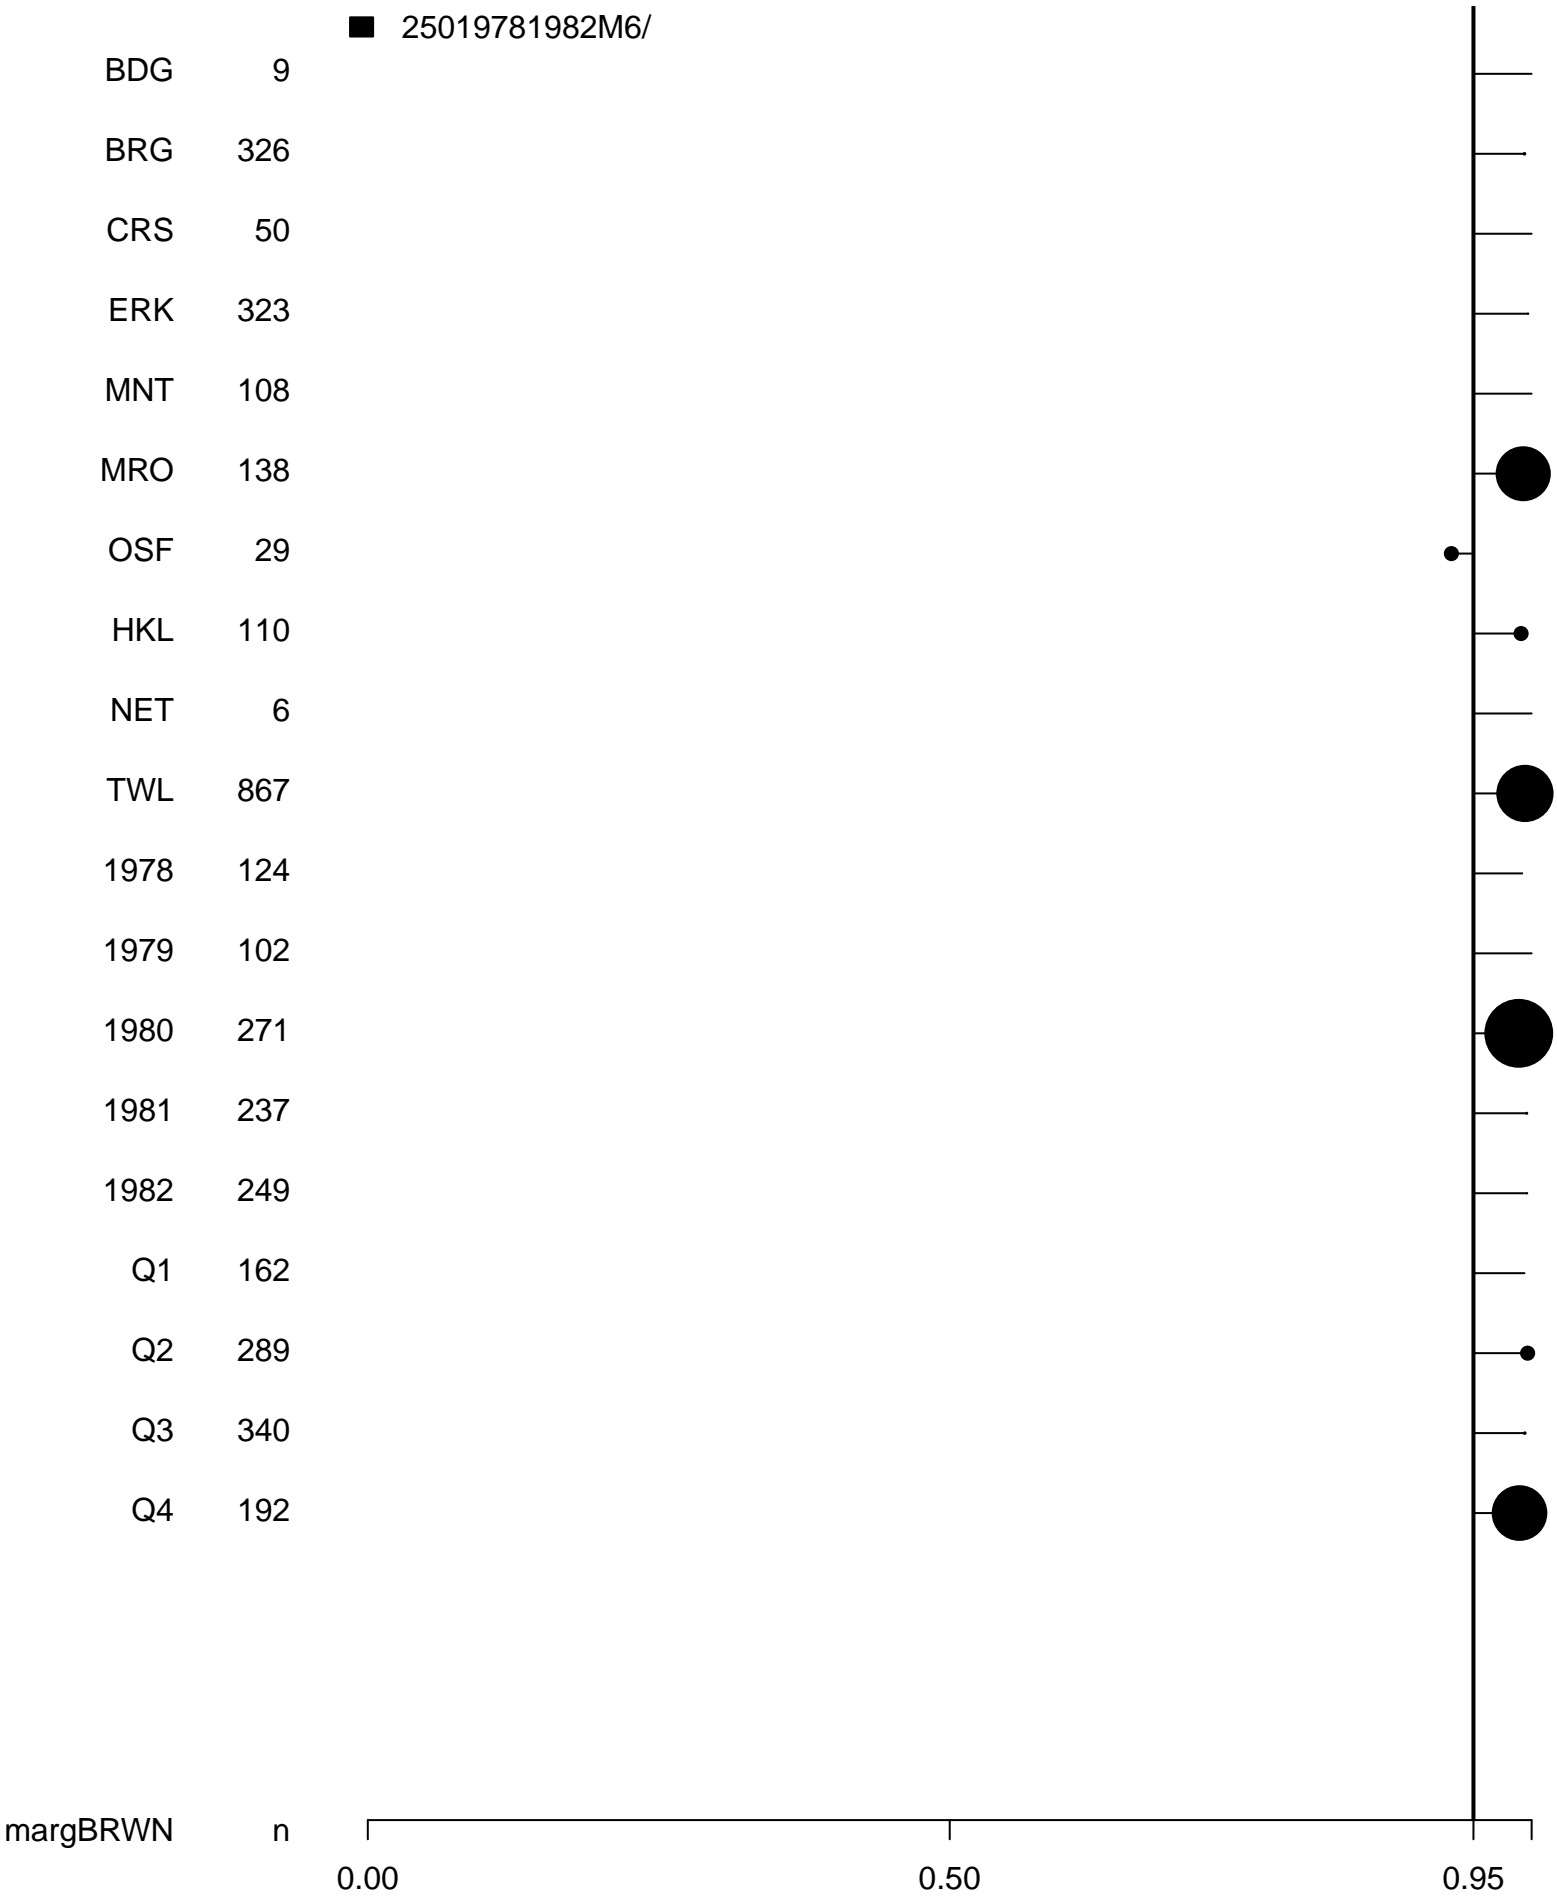 25019781982M6/
BDG 9
BRG 326
CRS 50
ERK 323
MNT 108
MRO 138
OSF 29
HKL 110
NET 6
TWL 867
1978 124
1979 102
1980 271
1981 237
1982 249
Q1 162
Q2 289
Q3 340
Q4 192
margBRWN n
0.00 0.50 0.95